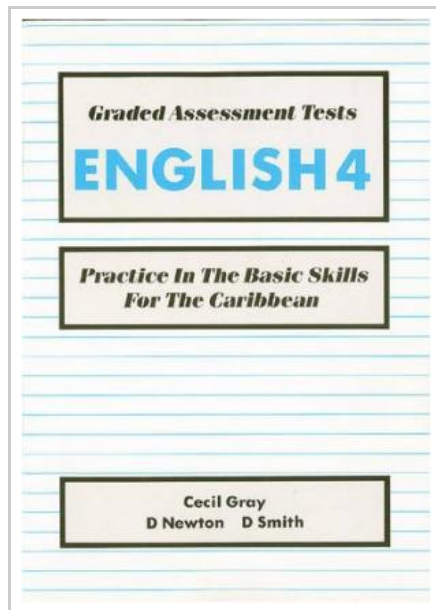 Graded Assessment Tests
ENGLISH 4
Practice In The Basic Skills
For The Caribbean
Cecil Gray
D Newton D Smith